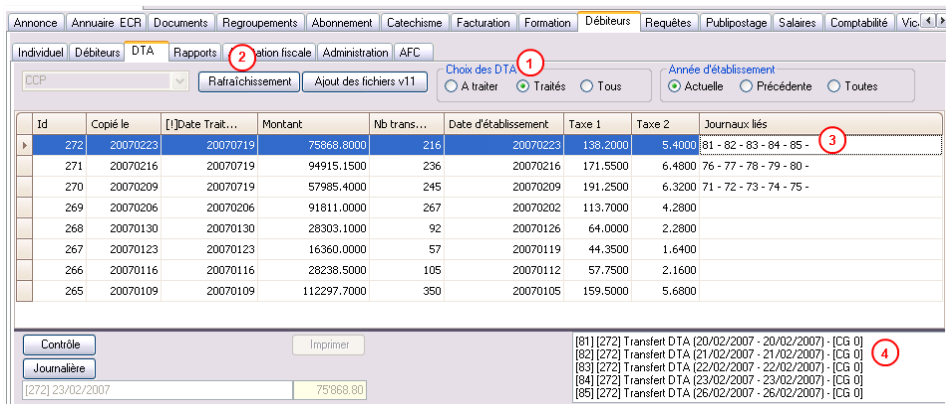 Annonce Annuaire ECR Documents Regroupements Abonnement Catechisme Facturation Formation Débiteurs Requêtes Publipostage Salaires Comptabilité
Individuel Débiteurs DTA Rapports ation fiscale Administration AFC
2
1
CCP Rafraîchissement Ajout des fichiers v11
Choix des DTA
A traiter Traités Tous
Année d'établissement
Actuelle Précédente Toutes
Id Copié le [!]Date Trait... Montant Nb trans... Date d'établissement Taxe 1 Taxe 2 Journaux liés
272 20070223 20070719 75868.8000 216 20070223 138.2000 5.4000 81 - 82 - 83 - 84 - 85 -
3
271 20070216 20070719 94915.1500 236 20070216 171.5500 6.4800 76 - 77 - 78 - 79 - 80 -
270 20070209 20070719 57985.4000 245 20070209 191.2500 6.3200 71 - 72 - 73 - 74 - 75 -
269 20070206 20070206 91811.0000 267 20070202 113.7000 4.2800
268 20070130 20070130 28303.1000 92 20070126 64.0000 2.2800
267 20070123 20070123 16360.0000 57 20070119 44.3500 1.6400
266 20070116 20070116 28238.5000 105 20070112 57.7500 2.1600
265 20070109 20070109 112297.7000 350 20070105 159.5000 5.6800
Contrôle Imprimer
Journalière
[272] 23/02/2007 75'868.80
[81] [272] Transfert DTA (20/02/2007 - 20/02/2007) - [CG 0]
[82] [272] Transfert DTA (21/02/2007 - 21/02/2007) - [CG 0]
[83] [272] Transfert DTA (22/02/2007 - 22/02/2007) - [CG 0]
[84] [272] Transfert DTA (23/02/2007 - 23/02/2007) - [CG 0]
[85] [272] Transfert DTA (26/02/2007 - 26/02/2007) - [CG 0]
4